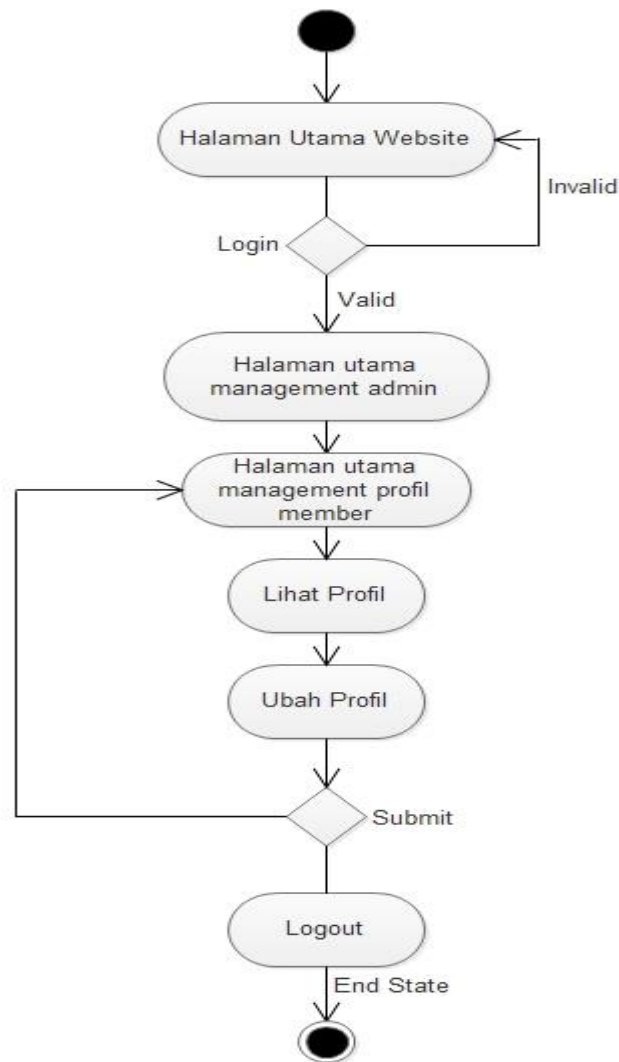 Halaman Utama Website
Invalid
Login
Valid
Halaman utama
management admin
Halaman utama
management profil
member
Lihat Profil
Ubah Profil
Submit
Logout
End State